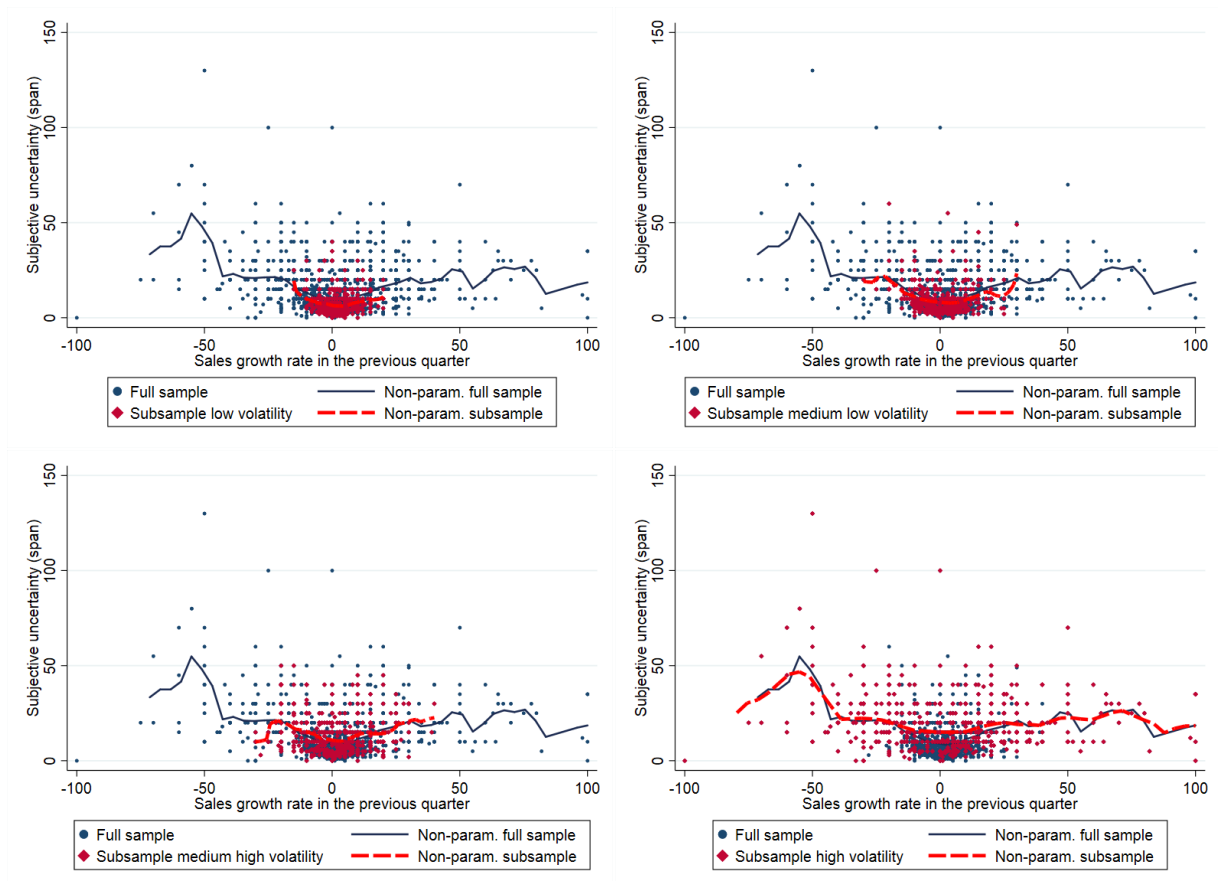 150
100
50
0
Subjective uncertainty (span)
-100 -50 0 50 100
Sales growth rate in the previous quarter
Full sample Non-param. full sample
Subsample low volatility Non-param. subsample
150
100
50
0
Subjective uncertainty (span)
-100 -50 0 50 100
Sales growth rate in the previous quarter
Full sample Non-param. full sample
Subsample medium low volatility Non-param. subsample
150
100
50
0
Subjective uncertainty (span)
-100 -50 0 50 100
Sales growth rate in the previous quarter
Full sample Non-param. full sample
Subsample medium high volatility Non-param. subsample
150
100
50
0
Subjective uncertainty (span)
-100 -50 0 50 100
Sales growth rate in the previous quarter
Full sample Non-param. full sample
Subsample high volatility Non-param. subsample